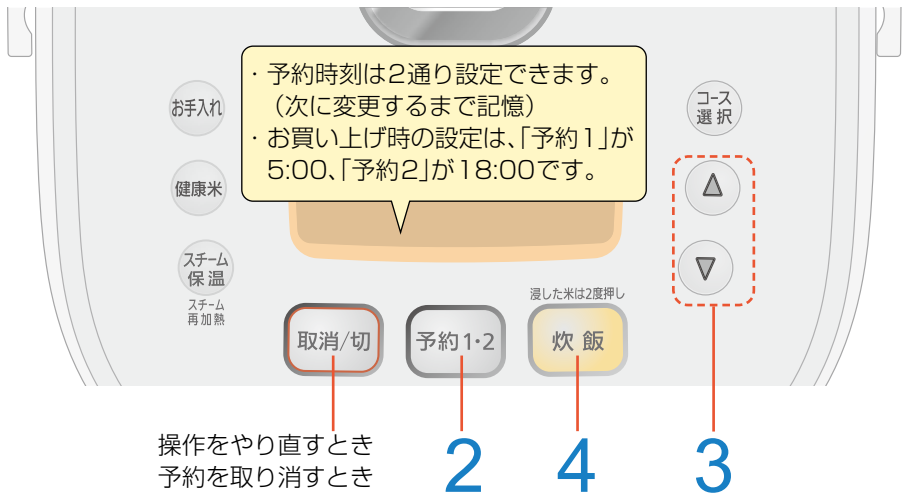 ・予約時刻は2通り設定できます。
（次に変更するまで記憶）
・お買い上げ時の設定は、「予約1」が
5:00、「予約2」が18:00です。
お手入れ
コース
選択
健康米
△
▽
スチーム
保温
スチーム
再加熱
浸した米は2度押し
取消/切
予約1・2
炊飯
操作をやり直すとき
予約を取り消すとき
2
4
3